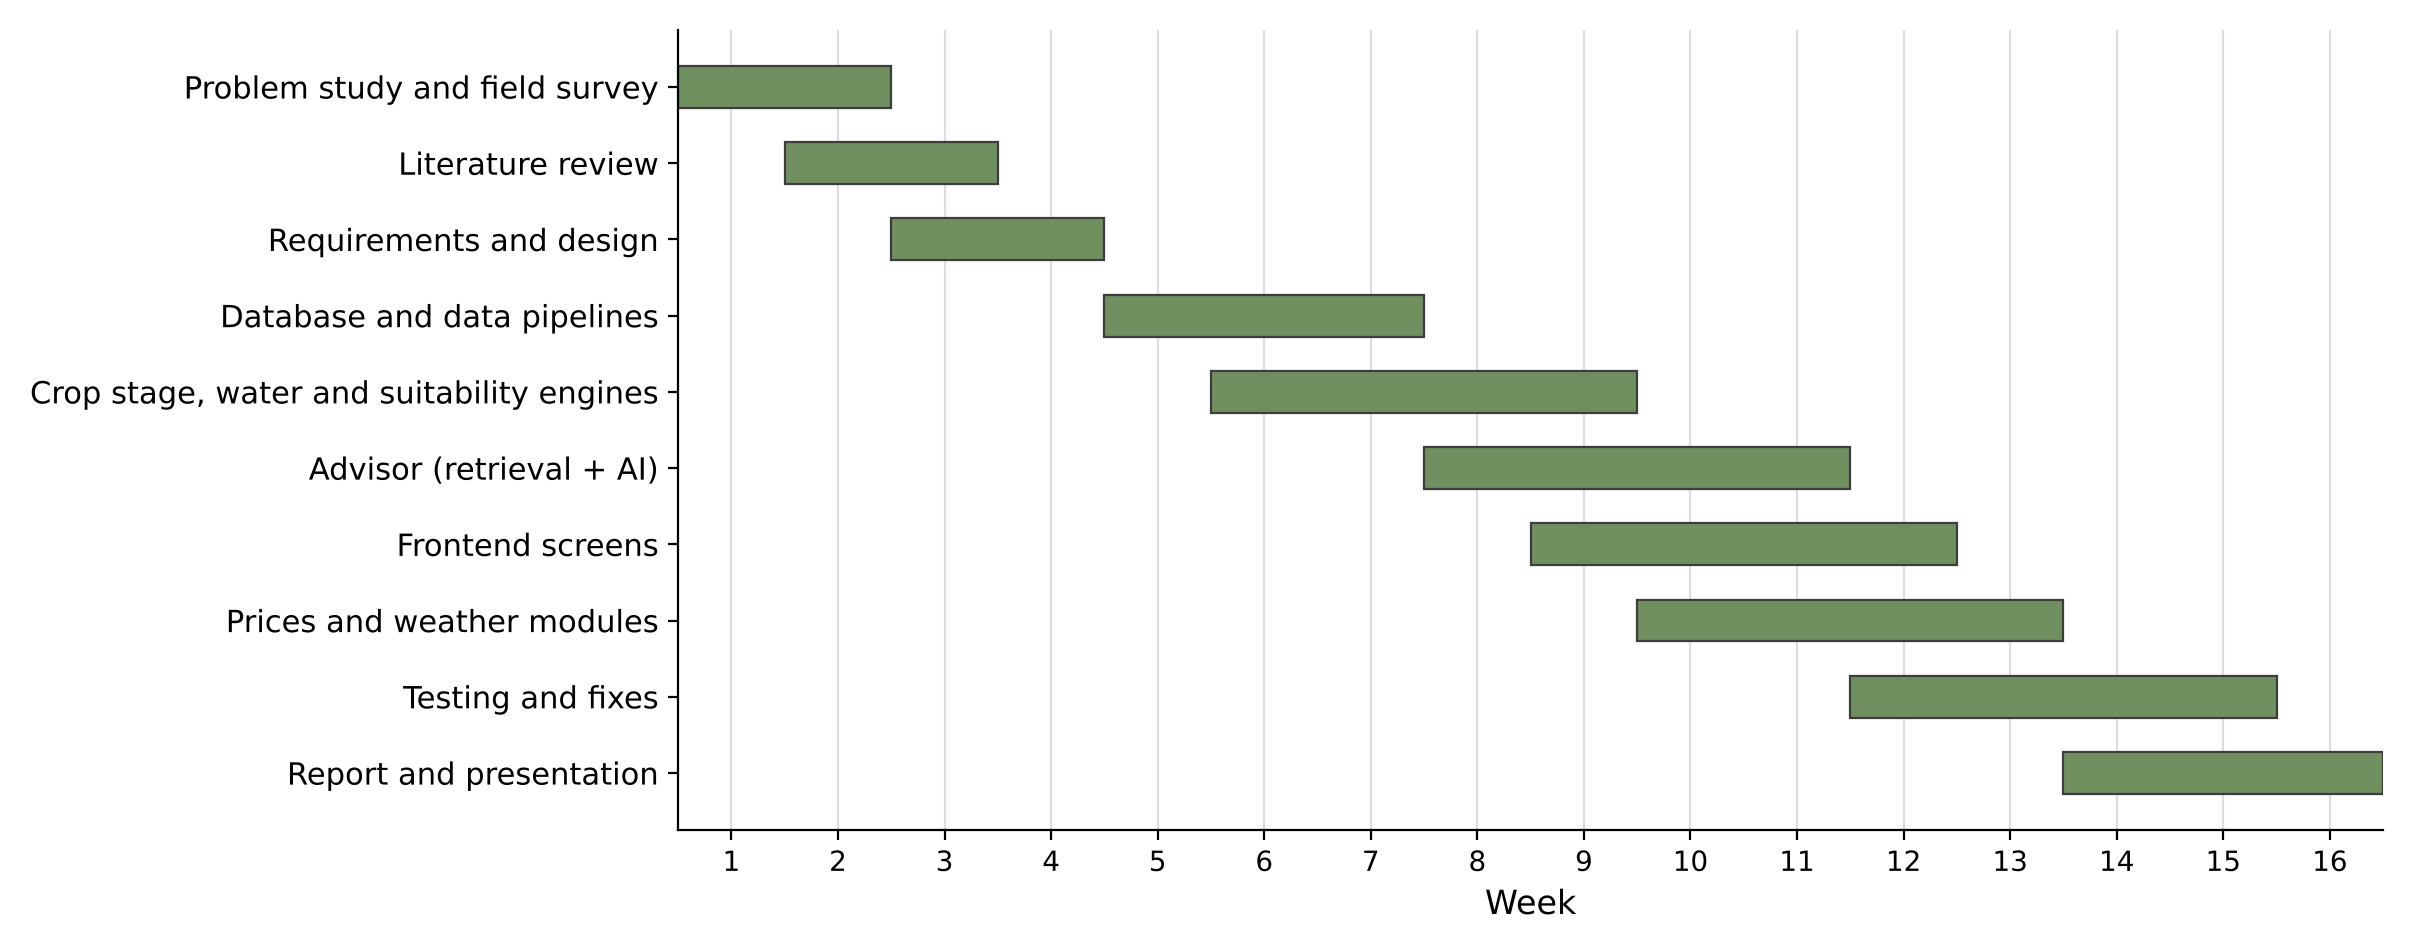 Problem study and field survey
Literature review
Requirements and design
Database and data pipelines
Crop stage, water and suitability engines
Advisor (retrieval + AI)
Frontend screens
Prices and weather modules
Testing and fixes
Report and presentation
1 2 3 4 5 6 7 8 9 10 11 12 13 14 15 16
Week